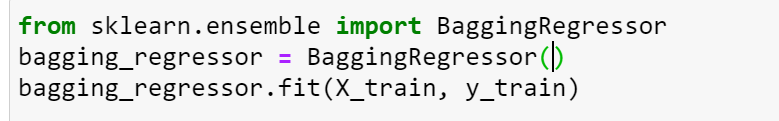 from sklearn.ensemble import BaggingRegressor
bagging_regressor = BaggingRegressor()
bagging_regressor.fit(X_train, y_train)